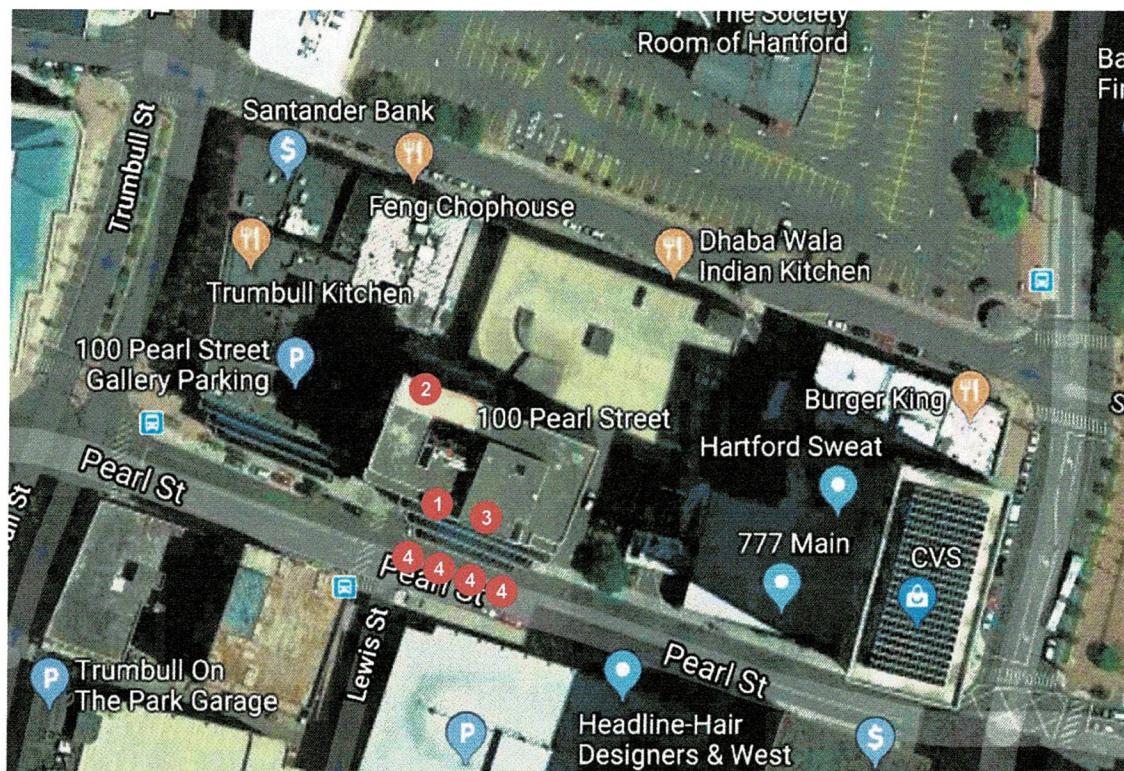 The Society
Room of Hartford
Ba
Fir
Trumbull St
Santander Bank
$
Feng Chophouse
Dhaba Wala
Indian Kitchen
Trumbull Kitchen
100 Pearl Street
Gallery Parking
P
2
100 Pearl Street
Burger King
S
Hartford Sweat
Pearl St
1
3
777 Main
CVS
4
4
4
4
Pearl St
Lewis St
Pearl St
Trumbull On
The Park Garage
P
P
Headline-Hair
Designers & West
$